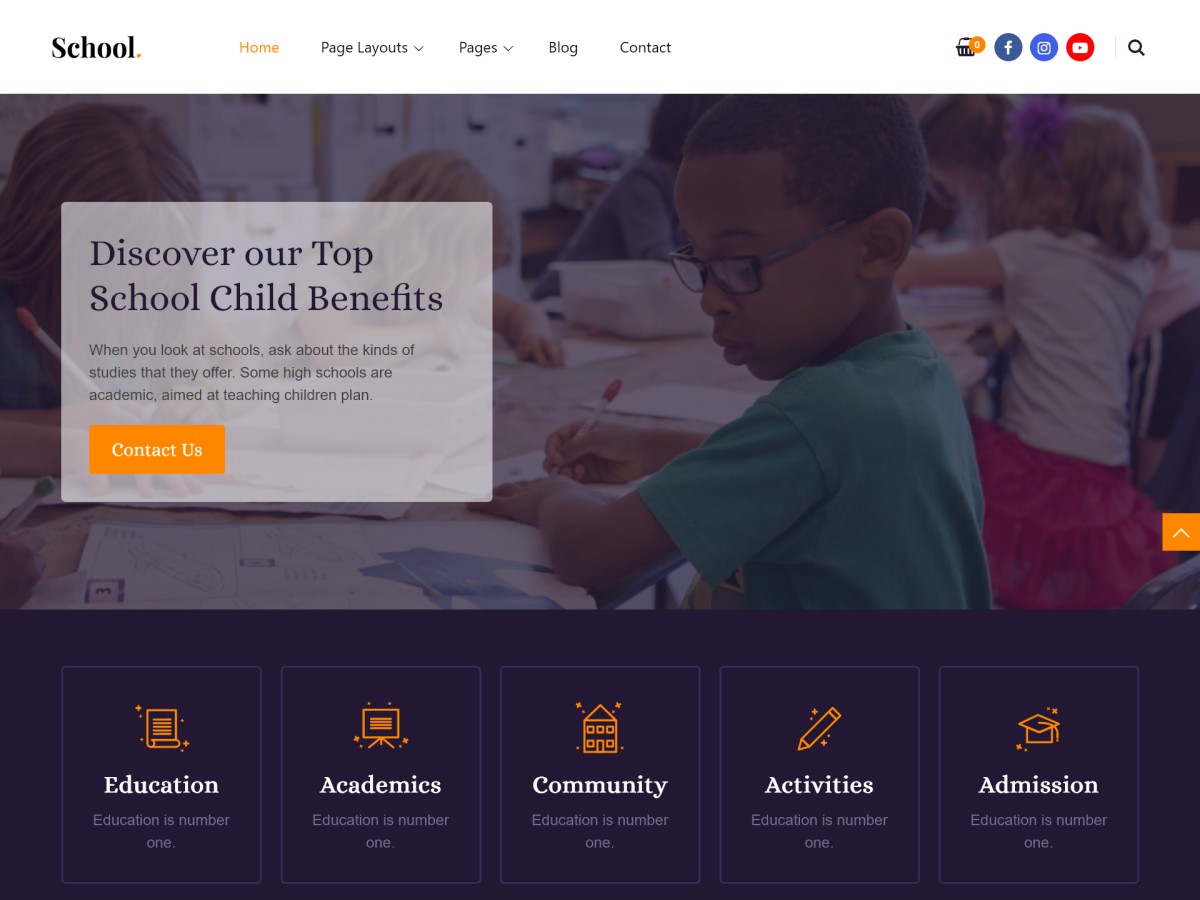 School.
Home Page Layouts Pages Blog Contact
0
Discover our Top
School Child Benefits
When you look at schools, ask about the kinds of
studies that they offer. Some high schools are
academic, aimed at teaching children plan.
Contact Us
3
Education
Education is number
one.
Academics
Education is number
one.
Community
Education is number
one.
Activities
Education is number
one.
Admission
Education is number
one.